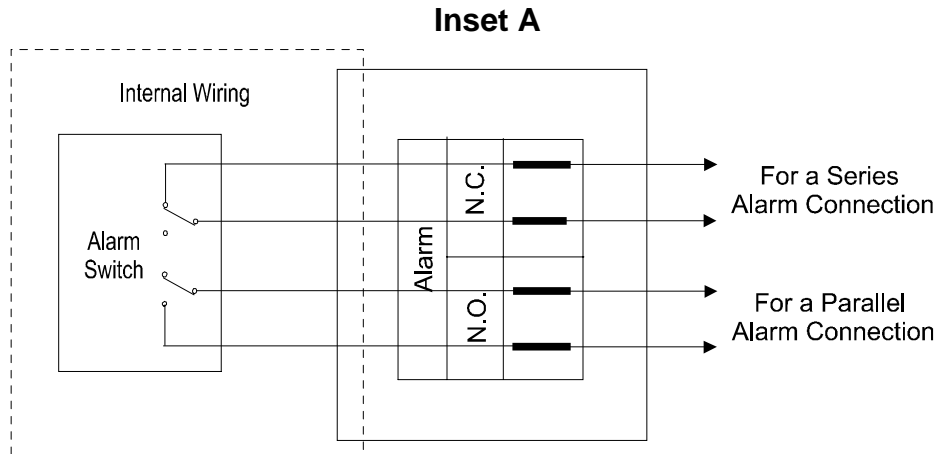 Inset A
Internal Wiring
Alarm
Switch
Alarm
N.C.
N.O.
For a Series
Alarm Connection
For a Parallel
Alarm Connection